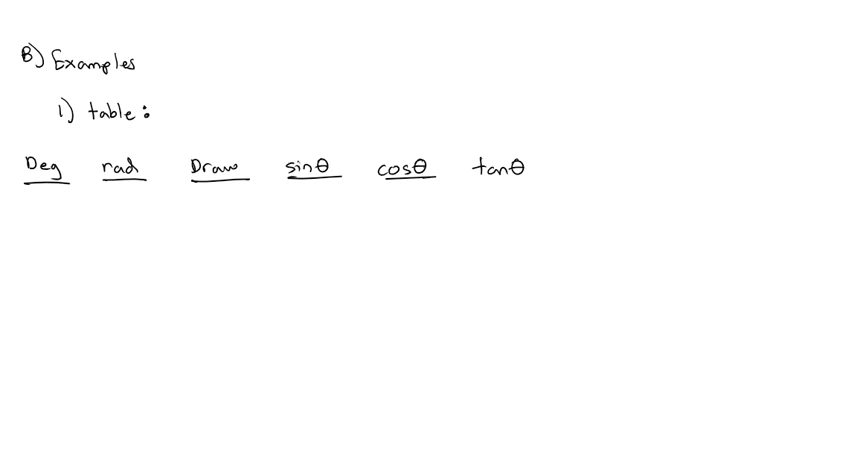 B) Examples
1) table:
Deg rad Draw sinθ cosθ tanθ